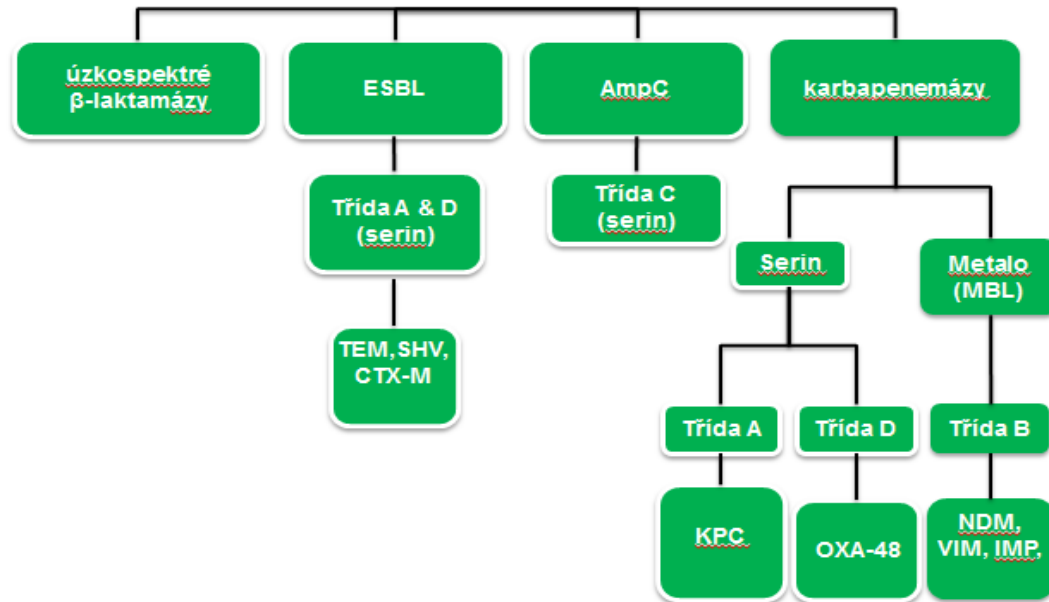 úzkospektré
β-laktamázy
ESBL
AmpC
karbapenemázy
Třída A & D
(serin)
Třída C
(serin)
Serin
Metalo
(MBL)
TEM, SHV,
CTX-M
Třída A
Třída D
Třída B
KPC
OXA-48
NDM,
VIM, IMP,